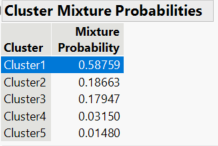 Cluster Mixture Probabilities
Mixture
Cluster Probability
Cluster1 0.58759
Cluster2 0.18663
Cluster3 0.17947
Cluster4 0.03150
Cluster5 0.01480